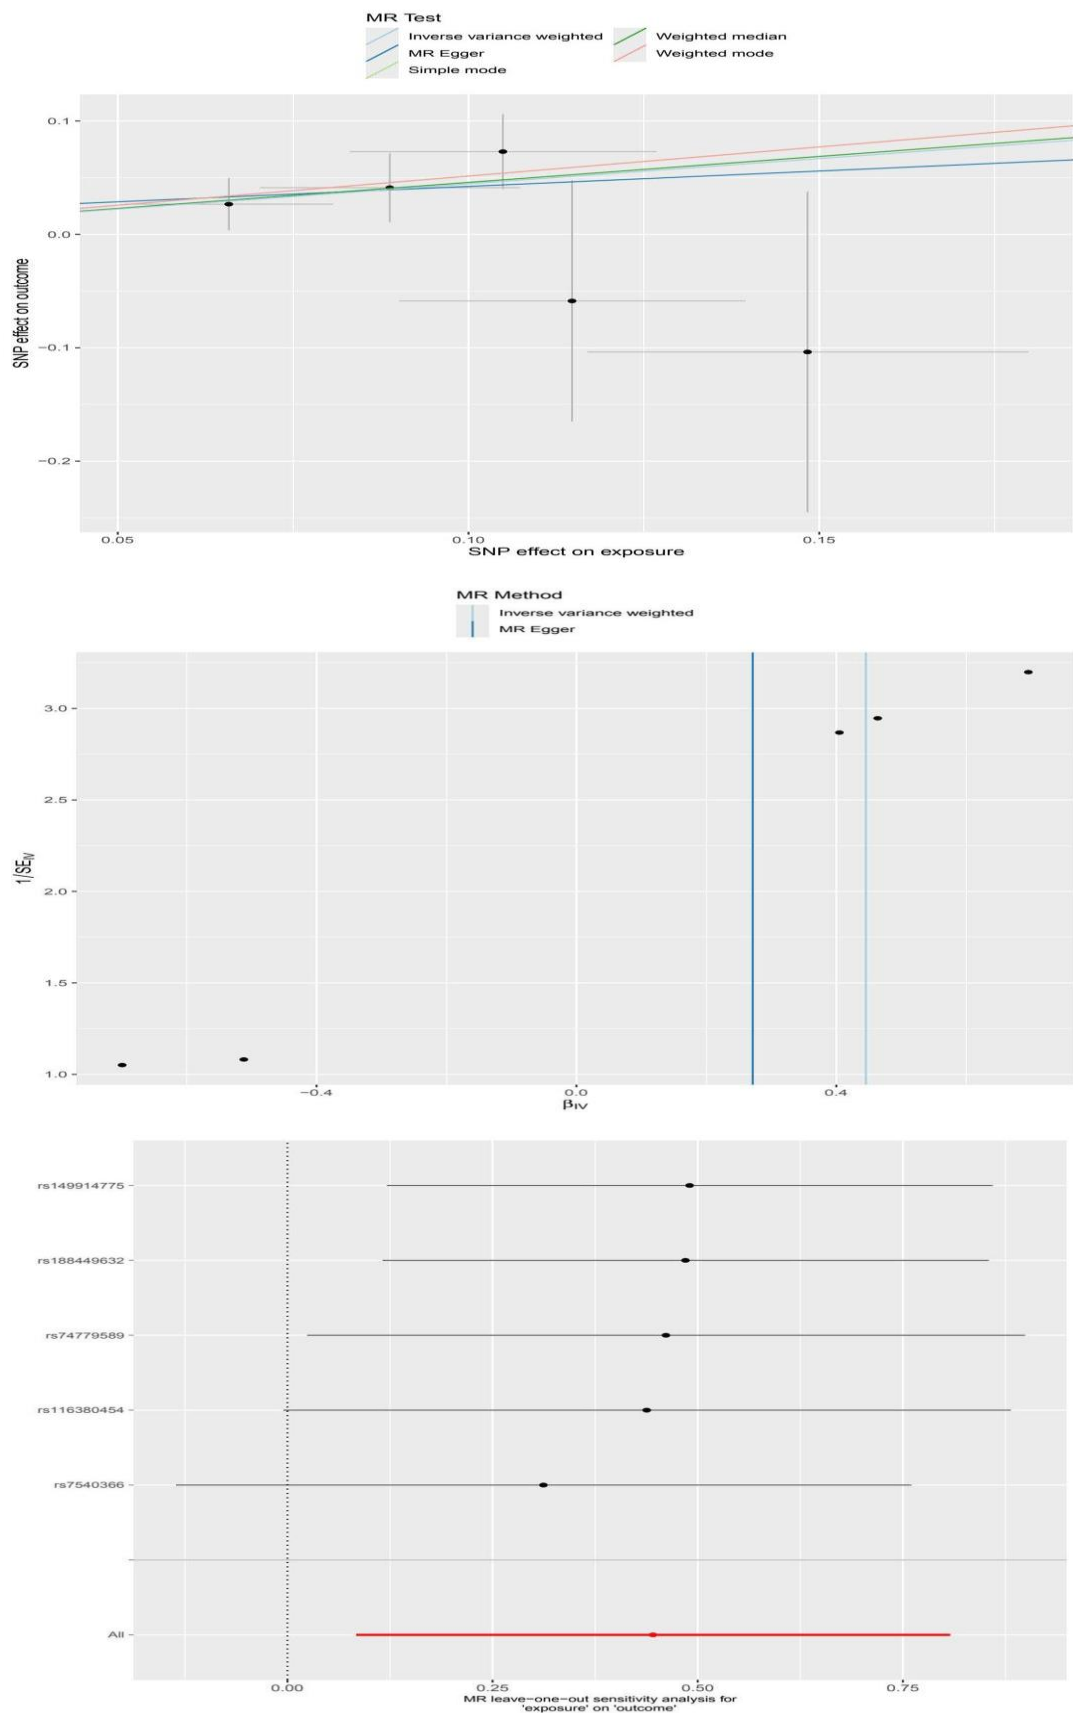 MR Test
Inverse variance weighted
MR Egger
Simple mode
Weighted median
Weighted mode
SNP effect on outcome
0.1
0.0
−0.1
−0.2
0.05
0.10
0.15
SNP effect on exposure
MR Method
Inverse variance weighted
MR Egger
1/SE_IV
3.0
2.5
2.0
1.5
1.0
−0.4
0.0
0.4
β_IV
rs149914775
rs188449632
rs74779589
rs116380454
rs7540366
All
0.00
0.25
0.50
0.75
MR leave−one−out sensitivity analysis for
'exposure' on 'outcome'